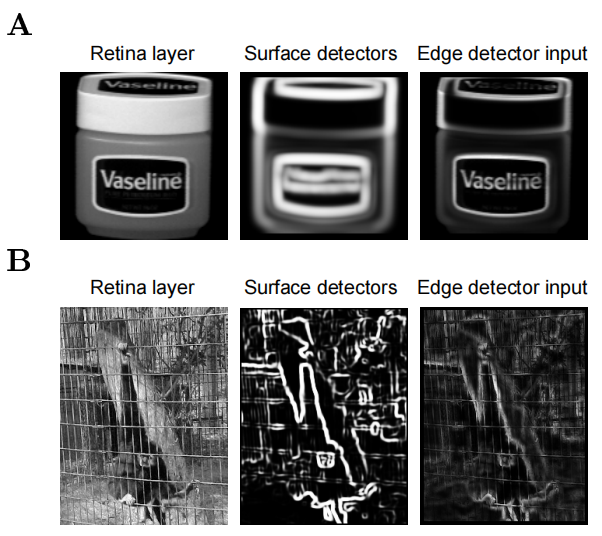 A
Retina layer Surface detectors Edge detector input
Vaseline Vaseline
Vaseline Vaseline
B
Retina layer Surface detectors Edge detector input